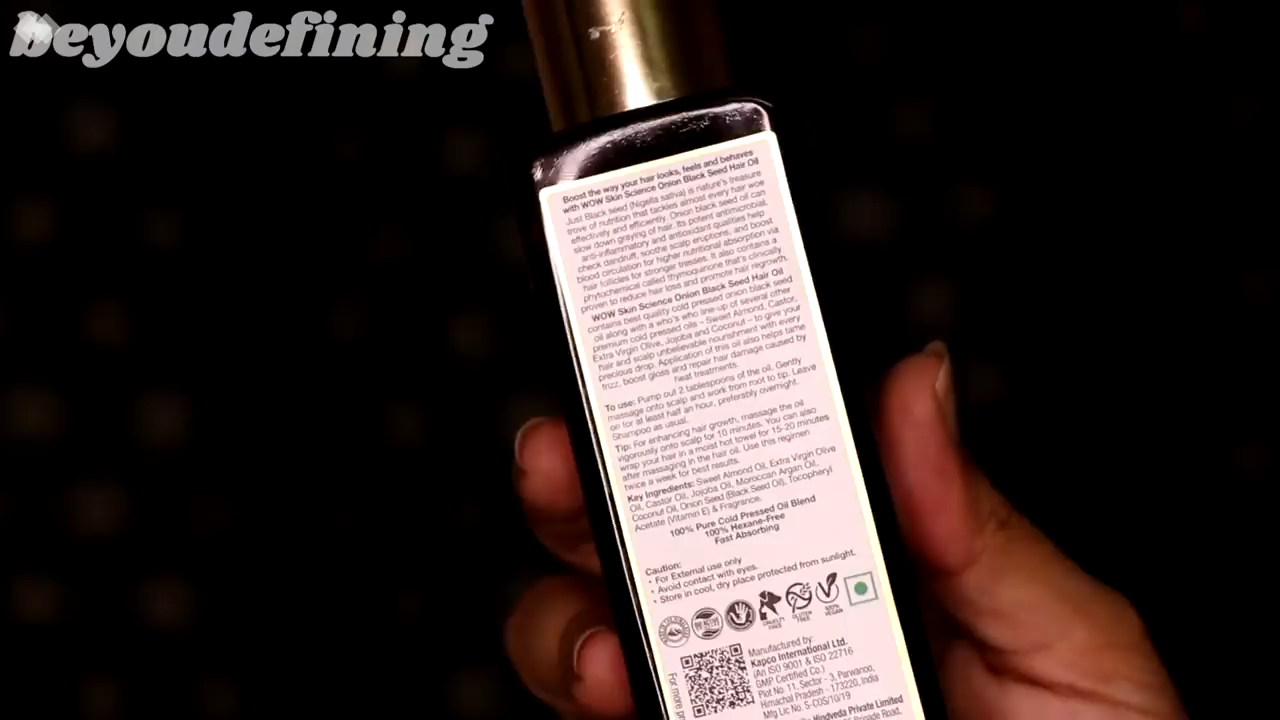 beyoudefining
Boost the way your hair looks, feels and behaves
with WOW Skin Science Onion Black Seed Hair Oil
Just Black seed (Nigella sativa) is nature's treasure
trove of nutrition that tackles almost every hair woe
effectively and efficiently. Onion black seed oil can
slow down graying of hair. Its potent antimicrobial,
anti-inflammatory and antioxidant qualities help
check dandruff, soothe scalp eruptions, and boost
blood circulation for higher nutritional absorption via
hair follicles for stronger tresses. It also contains a
phytochemical called thymoquinone that's clinically
proven to reduce hair loss and promote hair regrowth.
WOW Skin Science Onion Black Seed Hair Oil
contains best quality cold pressed onion black seed
oil along with a who's who line-up of several other
premium cold pressed oils – Sweet Almond, Castor,
Extra Virgin Olive, Jojoba and Coconut – to give your
hair and scalp unbelievable nourishment with every
precious drop. Application of this oil also helps tame
frizz, boost gloss and repair hair damage caused by
heat treatments.
To use: Pump out 2 tablespoons of the oil. Gently
massage onto scalp and work from root to tip. Leave
on for at least half an hour, preferably overnight.
Shampoo as usual.
Tip: For enhancing hair growth, massage the oil
vigorously onto scalp for 10 minutes. You can also
wrap your hair in a moist hot towel for 15-20 minutes
after massaging in the hair oil. Use this regimen
twice a week for best results.
Key Ingredients: Sweet Almond Oil, Extra Virgin Olive
Oil, Castor Oil, Jojoba Oil, Moroccan Argan Oil,
Coconut Oil, Onion Seed (Black Seed Oil), Tocopheryl
Acetate (Vitamin E) & Fragrance.
100% Pure Cold Pressed Oil Blend
100% Hexane-Free
Fast Absorbing
Caution:
• For External use only
• Avoid contact with eyes.
• Store in cool, dry place protected from sunlight.
CRUELTY
FREE
GLUTEN
FREE
100%
VEGAN
For more
Manufactured by:
Kapco International Ltd.
(An ISO 9001 & ISO 22716
GMP Certified Co.)
Plot No. 11, Sector - 3, Parwanoo,
Himachal Pradesh - 173220, India
Mfg Lic No. S-COS/10/19
Private Limited